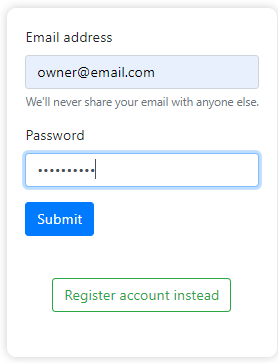 Email address
owner@email.com
We'll never share your email with anyone else.
Password
••••••••••
Submit
Register account instead